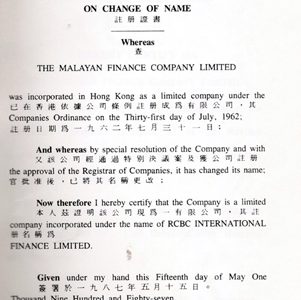 ON CHANGE OF NAME
註冊證書
Whereas
查
THE MALAYAN FINANCE COMPANY LIMITED
was incorporated in Hong Kong as a limited company under the
已在香港依據公司條例註冊成為有限公司，其
Companies Ordinance on the Thirty-first day of July, 1962;
註冊日期為一九六二年七月三十一日；
And whereas by special resolution of the Company and with
又該公司經通過特別決議案及獲公司註冊
the approval of the Registrar of Companies, it has changed its name;
官批准後，已將其名稱更改；
Now therefore I hereby certify that the Company is a limited
本人茲證明該公司現為一有限公司，其註
company incorporated under the name of RCBC INTERNATIONAL
冊名稱為
FINANCE LIMITED.
Given under my hand this Fifteenth day of May One
簽署於一九八七年五月十五日。
Thousand Nine Hundred and Eighty-seven.